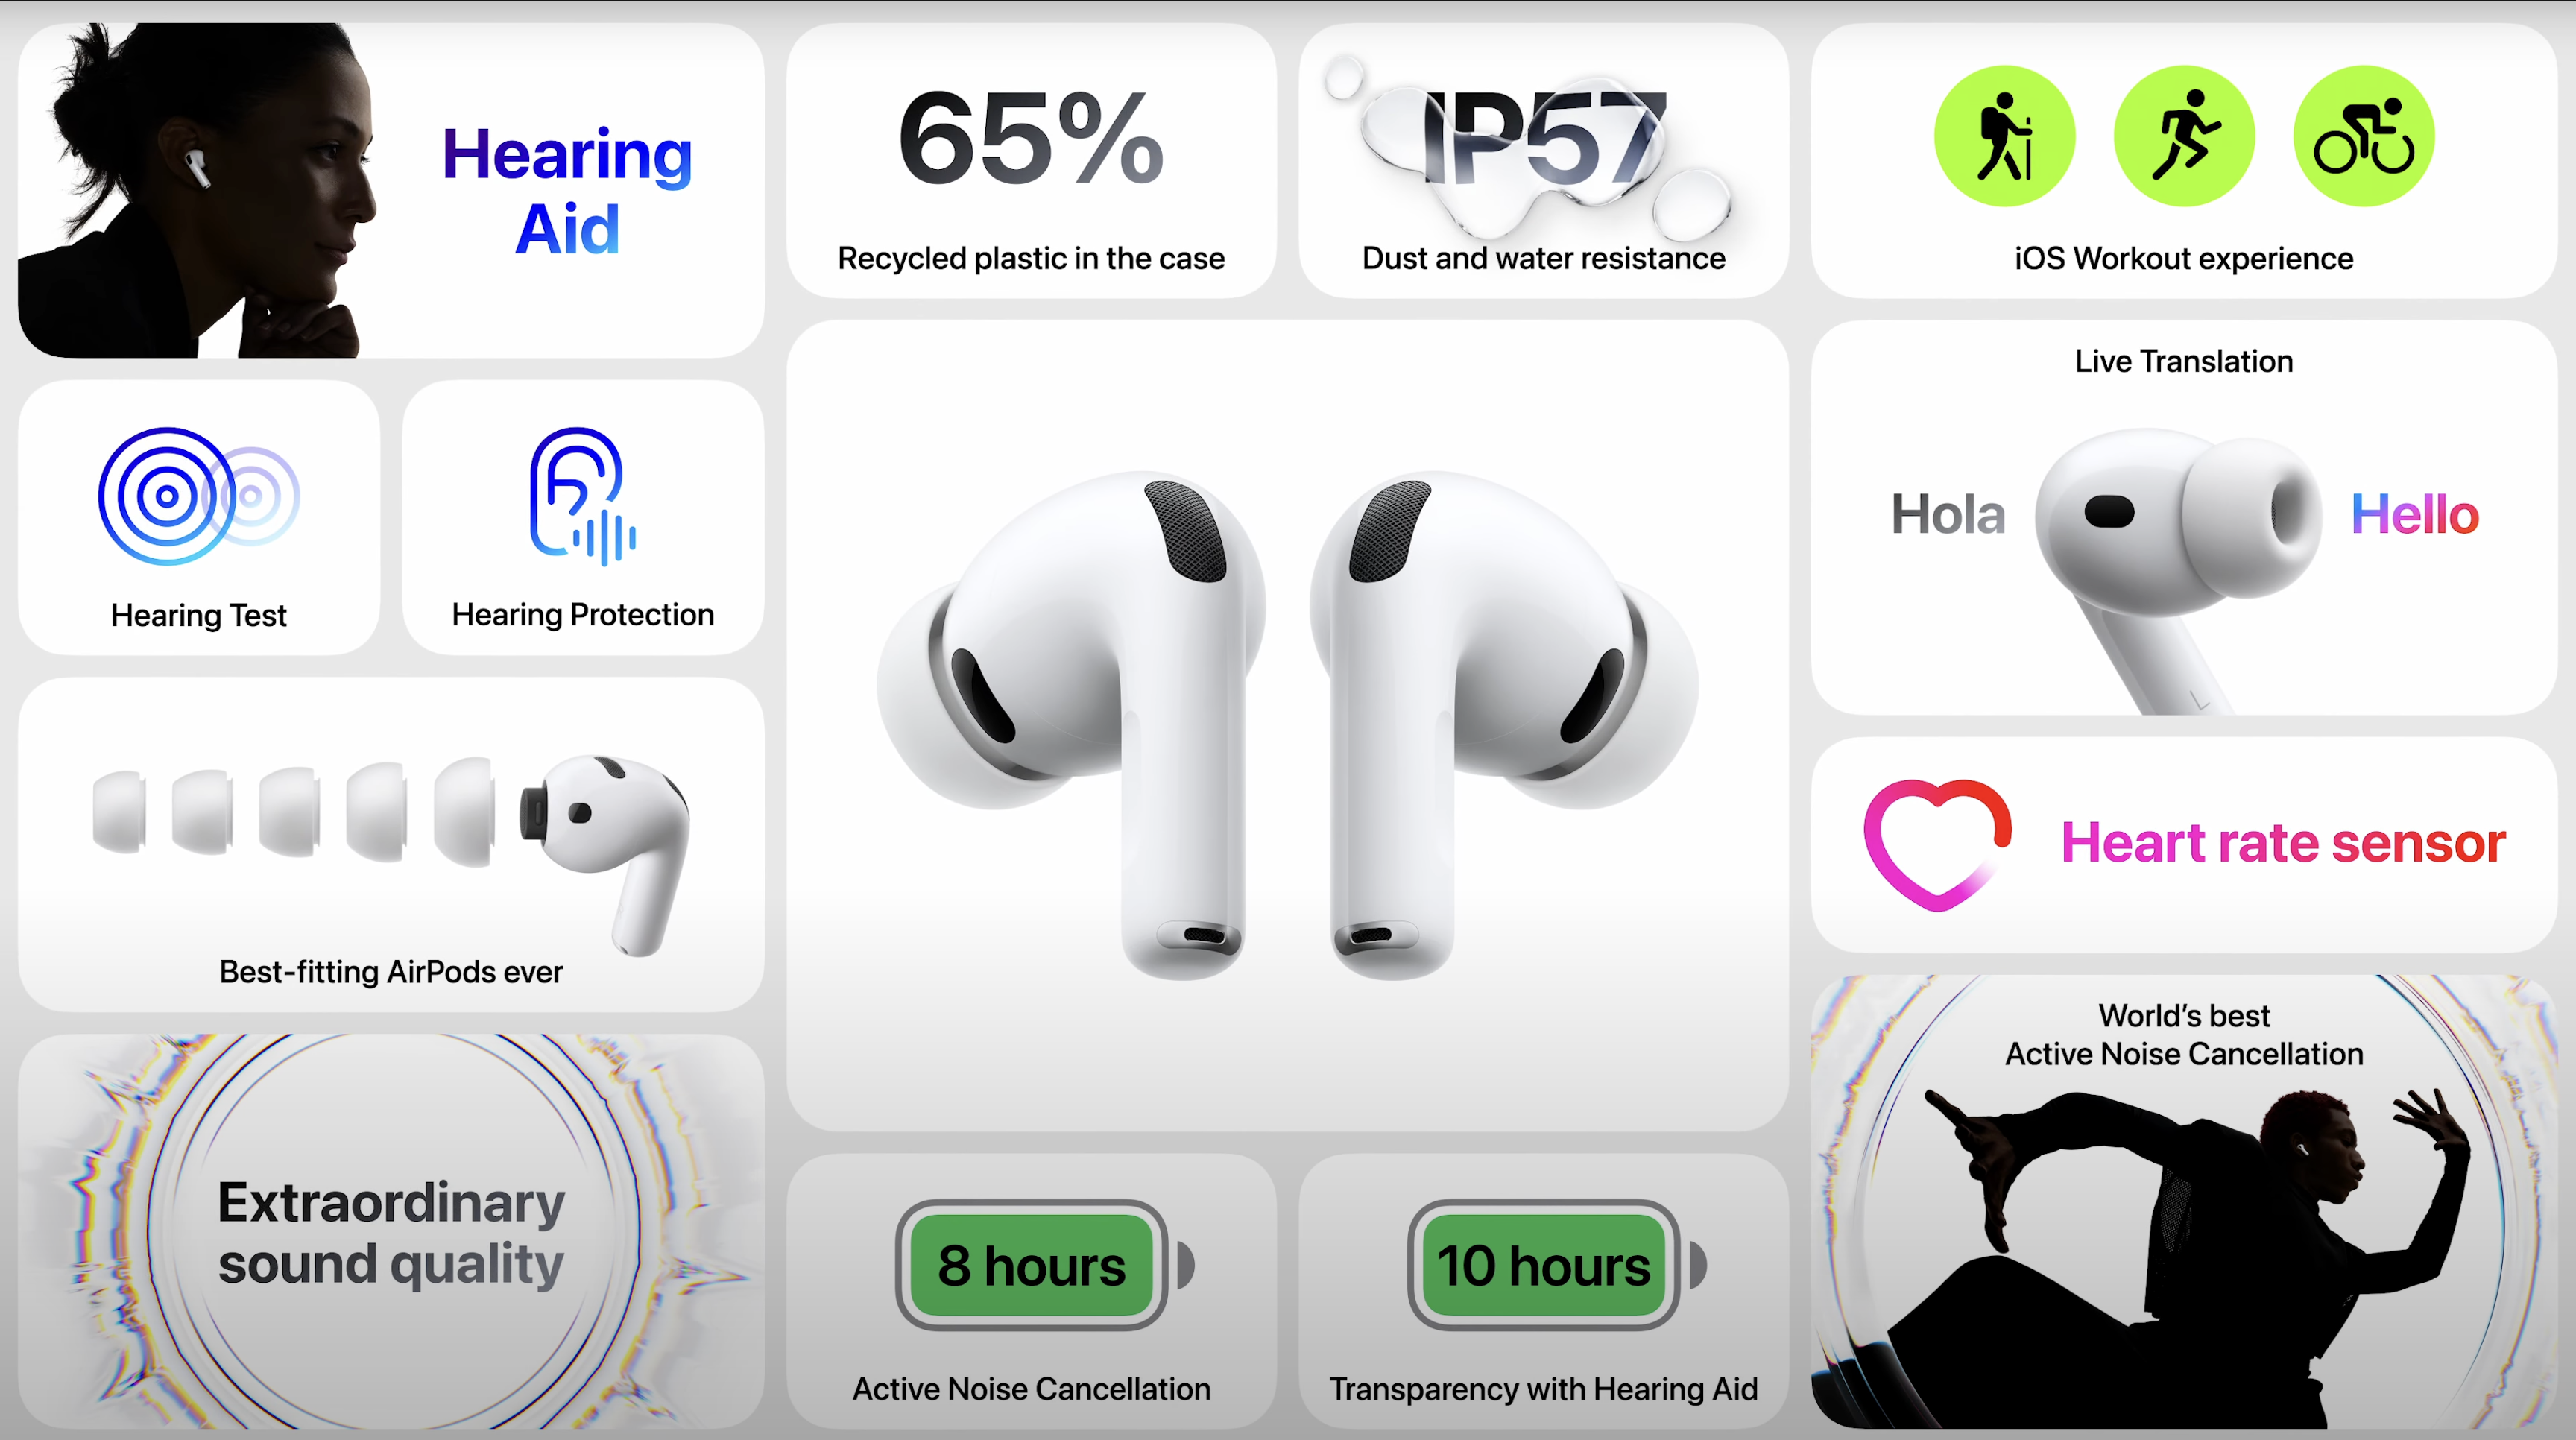 Hearing
Aid
65%
Recycled plastic in the case
IP57
Dust and water resistance
iOS Workout experience
Hearing Test
Hearing Protection
Live Translation
Hola
Hello
L
Best-fitting AirPods ever
Heart rate sensor
Extraordinary
sound quality
8 hours
Active Noise Cancellation
10 hours
Transparency with Hearing Aid
World's best
Active Noise Cancellation